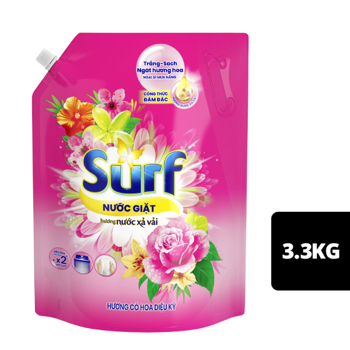 Trắng-sạch
Ngát hương hoa
CÔNG THỨC
ĐẬM ĐẶC
Surf
NƯỚC GIẶT
hương nước xả vải
x2
HƯƠNG CỎ HOA DIỆU KỲ
3.3KG